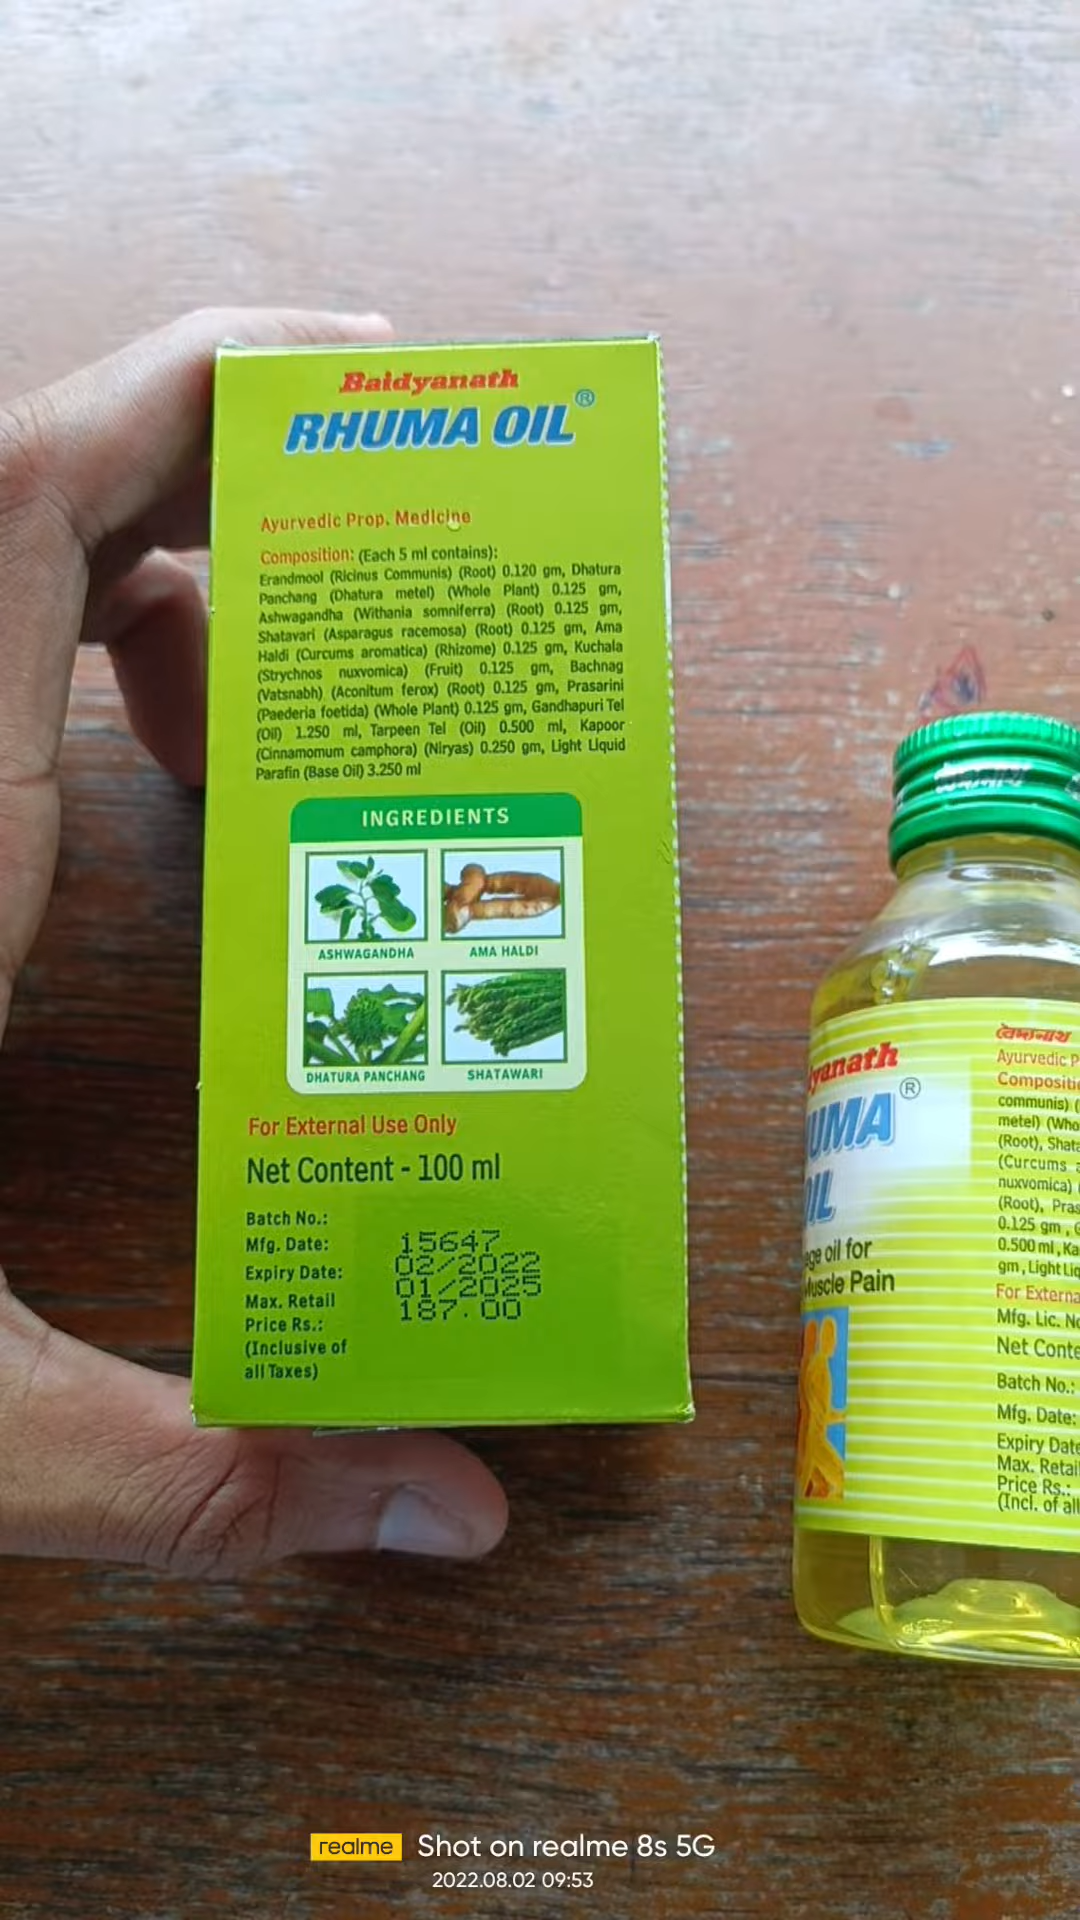 Baidyanath
RHUMA OIL®
Ayurvedic Prop. Medicine
Composition: (Each 5 ml contains):
Erandmool (Ricinus Communis) (Root) 0.120 gm, Dhatura
Panchang (Dhatura metel) (Whole Plant) 0.125 gm,
Ashwagandha (Withania somniferra) (Root) 0.125 gm,
Shatavari (Asparagus racemosa) (Root) 0.125 gm, Ama
Haldi (Curcums aromatica) (Rhizome) 0.125 gm, Kuchala
(Strychnos nuxvomica) (Fruit) 0.125 gm, Bachnag
(Vatsnabh) (Aconitum ferox) (Root) 0.125 gm, Prasarini
(Paederia foetida) (Whole Plant) 0.125 gm, Gandhapuri Tel
(Oil) 1.250 ml, Tarpeen Tel (Oil) 0.500 ml, Kapoor
(Cinnamomum camphora) (Niryas) 0.250 gm, Light Liquid
Parafin (Base Oil) 3.250 ml
INGREDIENTS
ASHWAGANDHA
AMA HALDI
DHATURA PANCHANG
SHATAWARI
For External Use Only
Net Content - 100 ml
Batch No.: 15647
Mfg. Date: 02/2022
Expiry Date: 01/2025
Max. Retail 187.00
Price Rs.:
(Inclusive of
all Taxes)
yanath
UMA®
OIL
ge oil for
Muscle Pain
বৈদ্যনাথ
Ayurvedic P
Compositi
communis) (
metel) (Who
(Root), Shata
(Curcums a
nuxvomica) (
(Root), Pras
0.125 gm , G
0.500 ml , Ka
gm , Light Liq
For Externa
Mfg. Lic. No
Net Conte
Batch No.:
Mfg. Date:
Expiry Date
Max. Retail
Price Rs.:
(Incl. of all
realme Shot on realme 8s 5G
2022.08.02 09:53